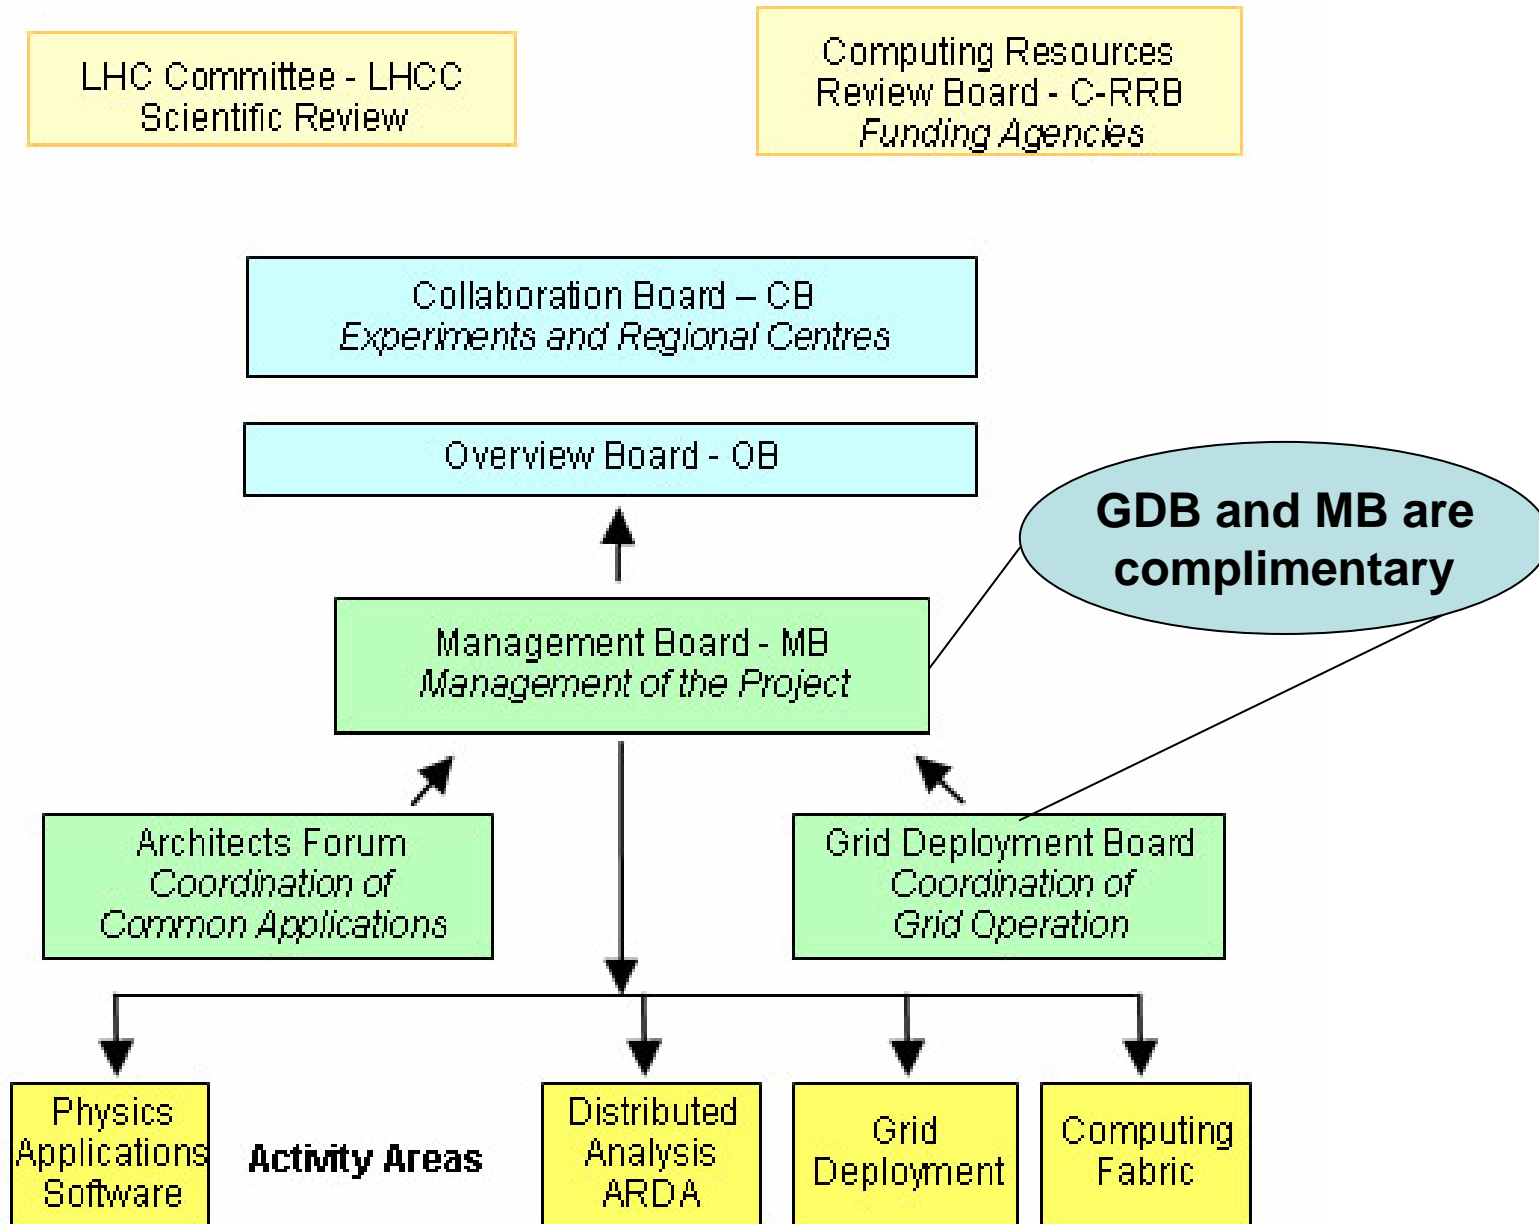 LHC Committee - LHCC
Scientific Review
Computing Resources
Review Board - C-RRB
Funding Agencies
Collaboration Board – CB
Experiments and Regional Centres
Overview Board - OB
GDB and MB are
complimentary
Management Board - MB
Management of the Project
Architects Forum
Coordination of
Common Applications
Grid Deployment Board
Coordination of
Grid Operation
Physics
Applications
Software
Activity Areas
Distributed
Analysis
ARDA
Grid
Deployment
Computing
Fabric